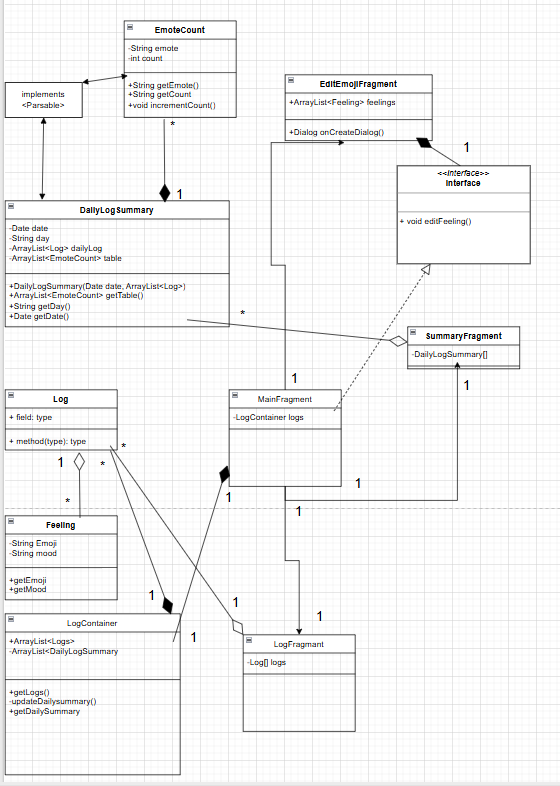 EmoteCount
-String emote
-int count
+String getEmote()
+String getCount
+void incrementCount()
implements
<Parsable>
EditEmojiFragment
+ArrayList<Feeling> feelings
+Dialog onCreateDialog()
1
<<Interface>>
Interface
+ void editFeeling()
*
1
DailyLogSummary
-Date date
-String day
-ArrayList<Log> dailyLog
-ArrayList<EmoteCount> table
+DailyLogSummary(Date date, ArrayList<Log>)
+ArrayList<EmoteCount> getTable()
+String getDay()
+Date getDate()
*
SummaryFragment
-DailyLogSummary[]
1
1
MainFragment
-LogContainer logs
1
1
1
Log
+ field: type
+ method(type): type
*
1
*
*
Feeling
-String Emoji
-String mood
+getEmoji
+getMood
1
1
1
1
LogContainer
+ArrayList<Logs>
-ArrayList<DailyLogSummary
+getLogs()
-updateDailysummary()
+getDailySummary
LogFragmant
-Log[] logs